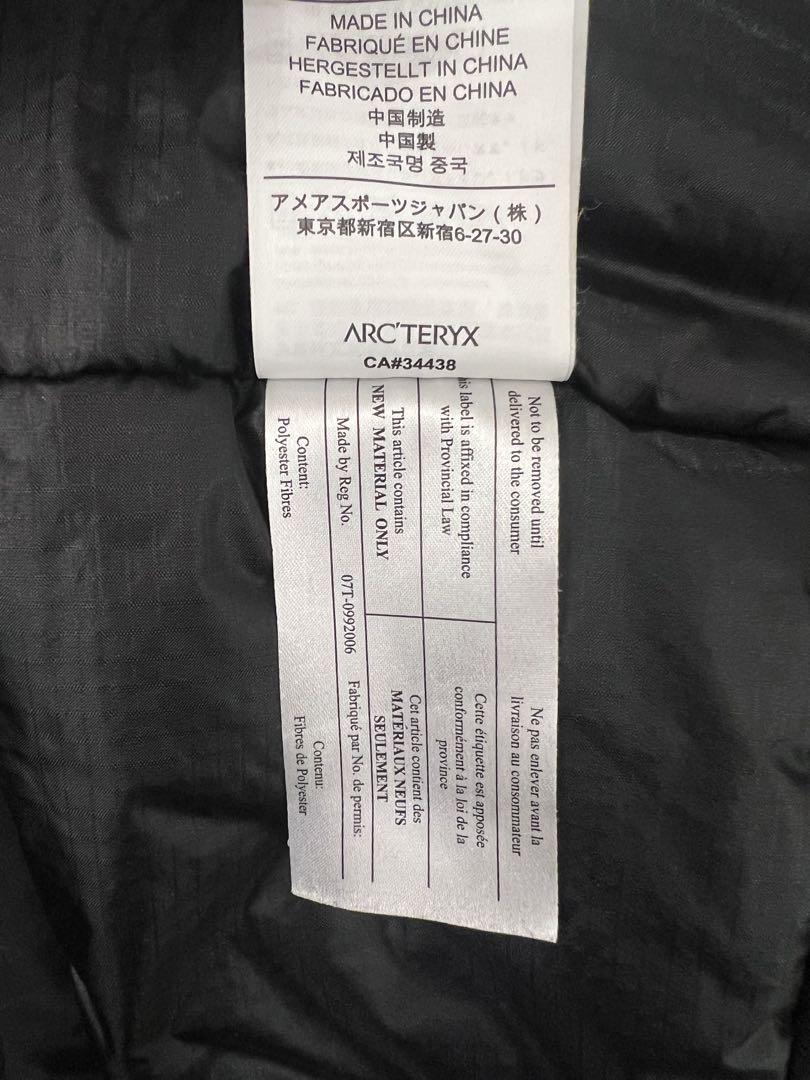 MADE IN CHINA
FABRIQUÉ EN CHINE
HERGESTELLT IN CHINA
FABRICADO EN CHINA
中国制造
中国製
제조국명 중국
アメアスポーツジャパン(株)
東京都新宿区新宿6-27-30
ARC'TERYX
CA#34438
Not to be removed until
delivered to the consumer
Ne pas enlever avant la
livraison au consommateur
is label is affixed in compliance
with Provincial Law
Cette étiquette est apposée
conformément à la loi de la
province
This article contains
NEW MATERIAL ONLY
Cet article contient des
MATERIAUX NEUFS
SEULEMENT
Made by Reg No. 07T-0992006 Fabriqué par No. de permis:
Content:
Polyester Fibres
Contenu:
Fibres de Polyester